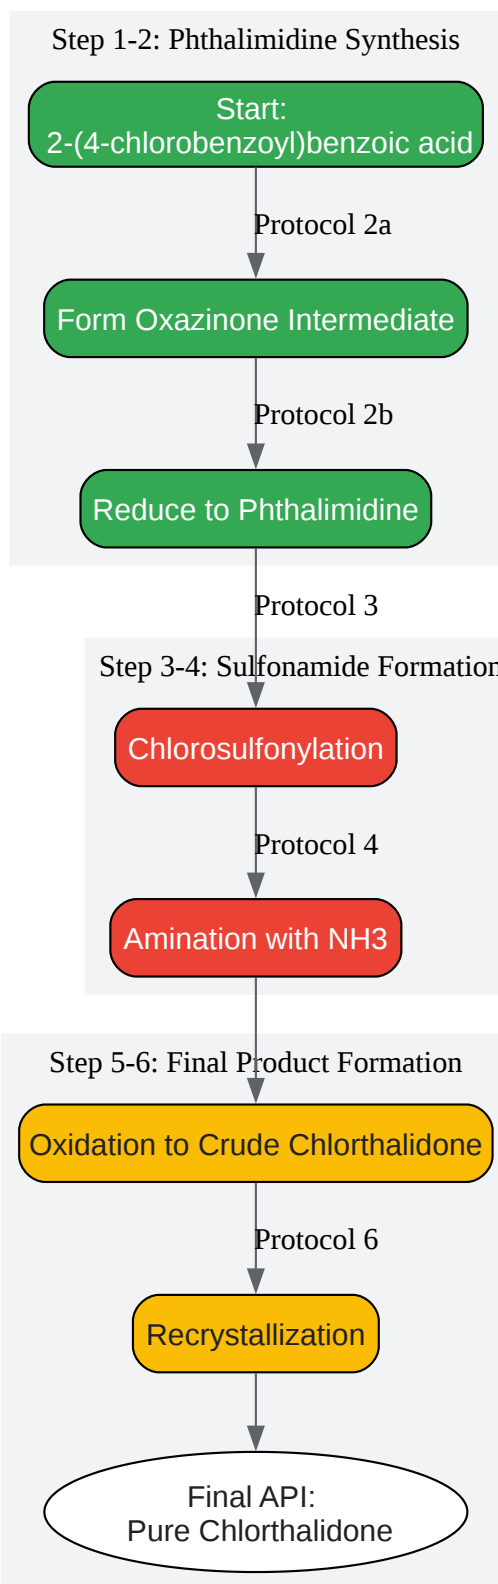 Step 1-2: Phthalimidine Synthesis
Start:
2-(4-chlorobenzoyl)benzoic acid
Protocol 2a
Form Oxazinone Intermediate
Protocol 2b
Reduce to Phthalimidine
Protocol 3
Step 3-4: Sulfonamide Formation
Chlorosulfonylation
Protocol 4
Amination with NH3
Step 5-6: Final Product Formation
Oxidation to Crude Chlorthalidone
Protocol 6
Recrystallization
Final API:
Pure Chlorthalidone